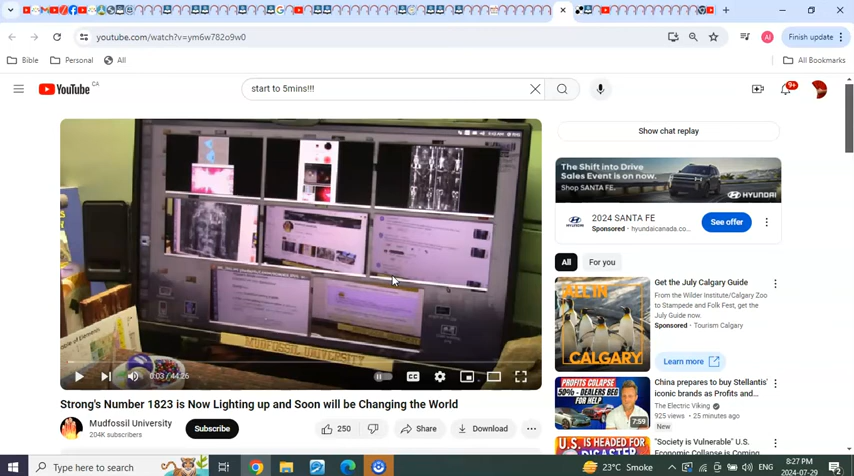 Finish update
youtube.com/watch?v=ym6w782o9w0
AI
Bible
Personal
All
All Bookmarks
YouTube CA
start to 5mins!!!
9+
Show chat replay
The Shift into Drive
Sales Event is on now.
Shop SANTA FE.
HYUNDAI
2024 SANTA FE
Sponsored · hyundaicanada.co...
See offer
All
For you
ALL IN
CALGARY
Get the July Calgary Guide
From the Wilder Institute/Calgary Zoo
to Stampede and Folk Fest, get the
July Guide now.
Sponsored · Tourism Calgary
Learn more
MUDFOSSIL UNIVERSITY
0:03 / 44:26
CC
Strong's Number 1823 is Now Lighting up and Soon will be Changing the World
Mudfossil University
204K subscribers
Subscribe
250
Share
Download
PROFITS COLLAPSE
50% - DEALERS BEG
FOR HELP
7:59
China prepares to buy Stellantis'
iconic brands as Profits and...
The Electric Viking
925 views • 25 minutes ago
New
U.S. IS HEADED FOR
"Society is Vulnerable" U.S.
Economic Collapse is Coming
Type here to search
23°C Smoke
8:27 PM
2024-07-29
2